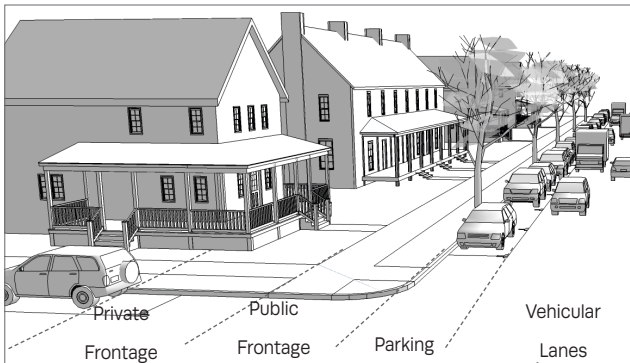 Private
Frontage
Public
Frontage
Parking
Vehicular
Lanes